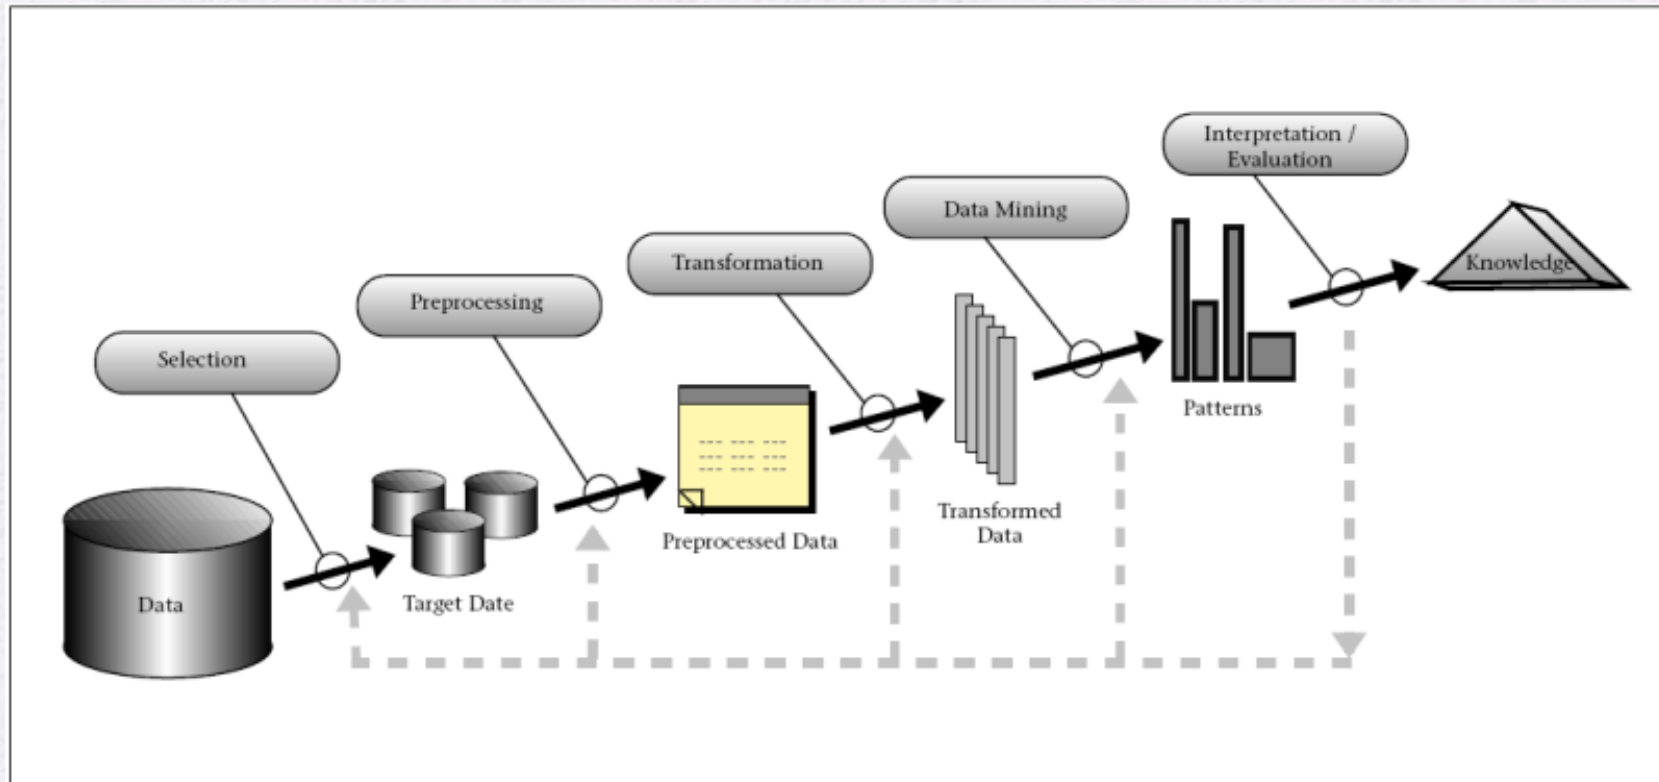 Interpretation /
Evaluation
Data Mining
Transformation
Knowledge
Preprocessing
Selection
Patterns
Transformed
Data
Preprocessed Data
Target Date
Data